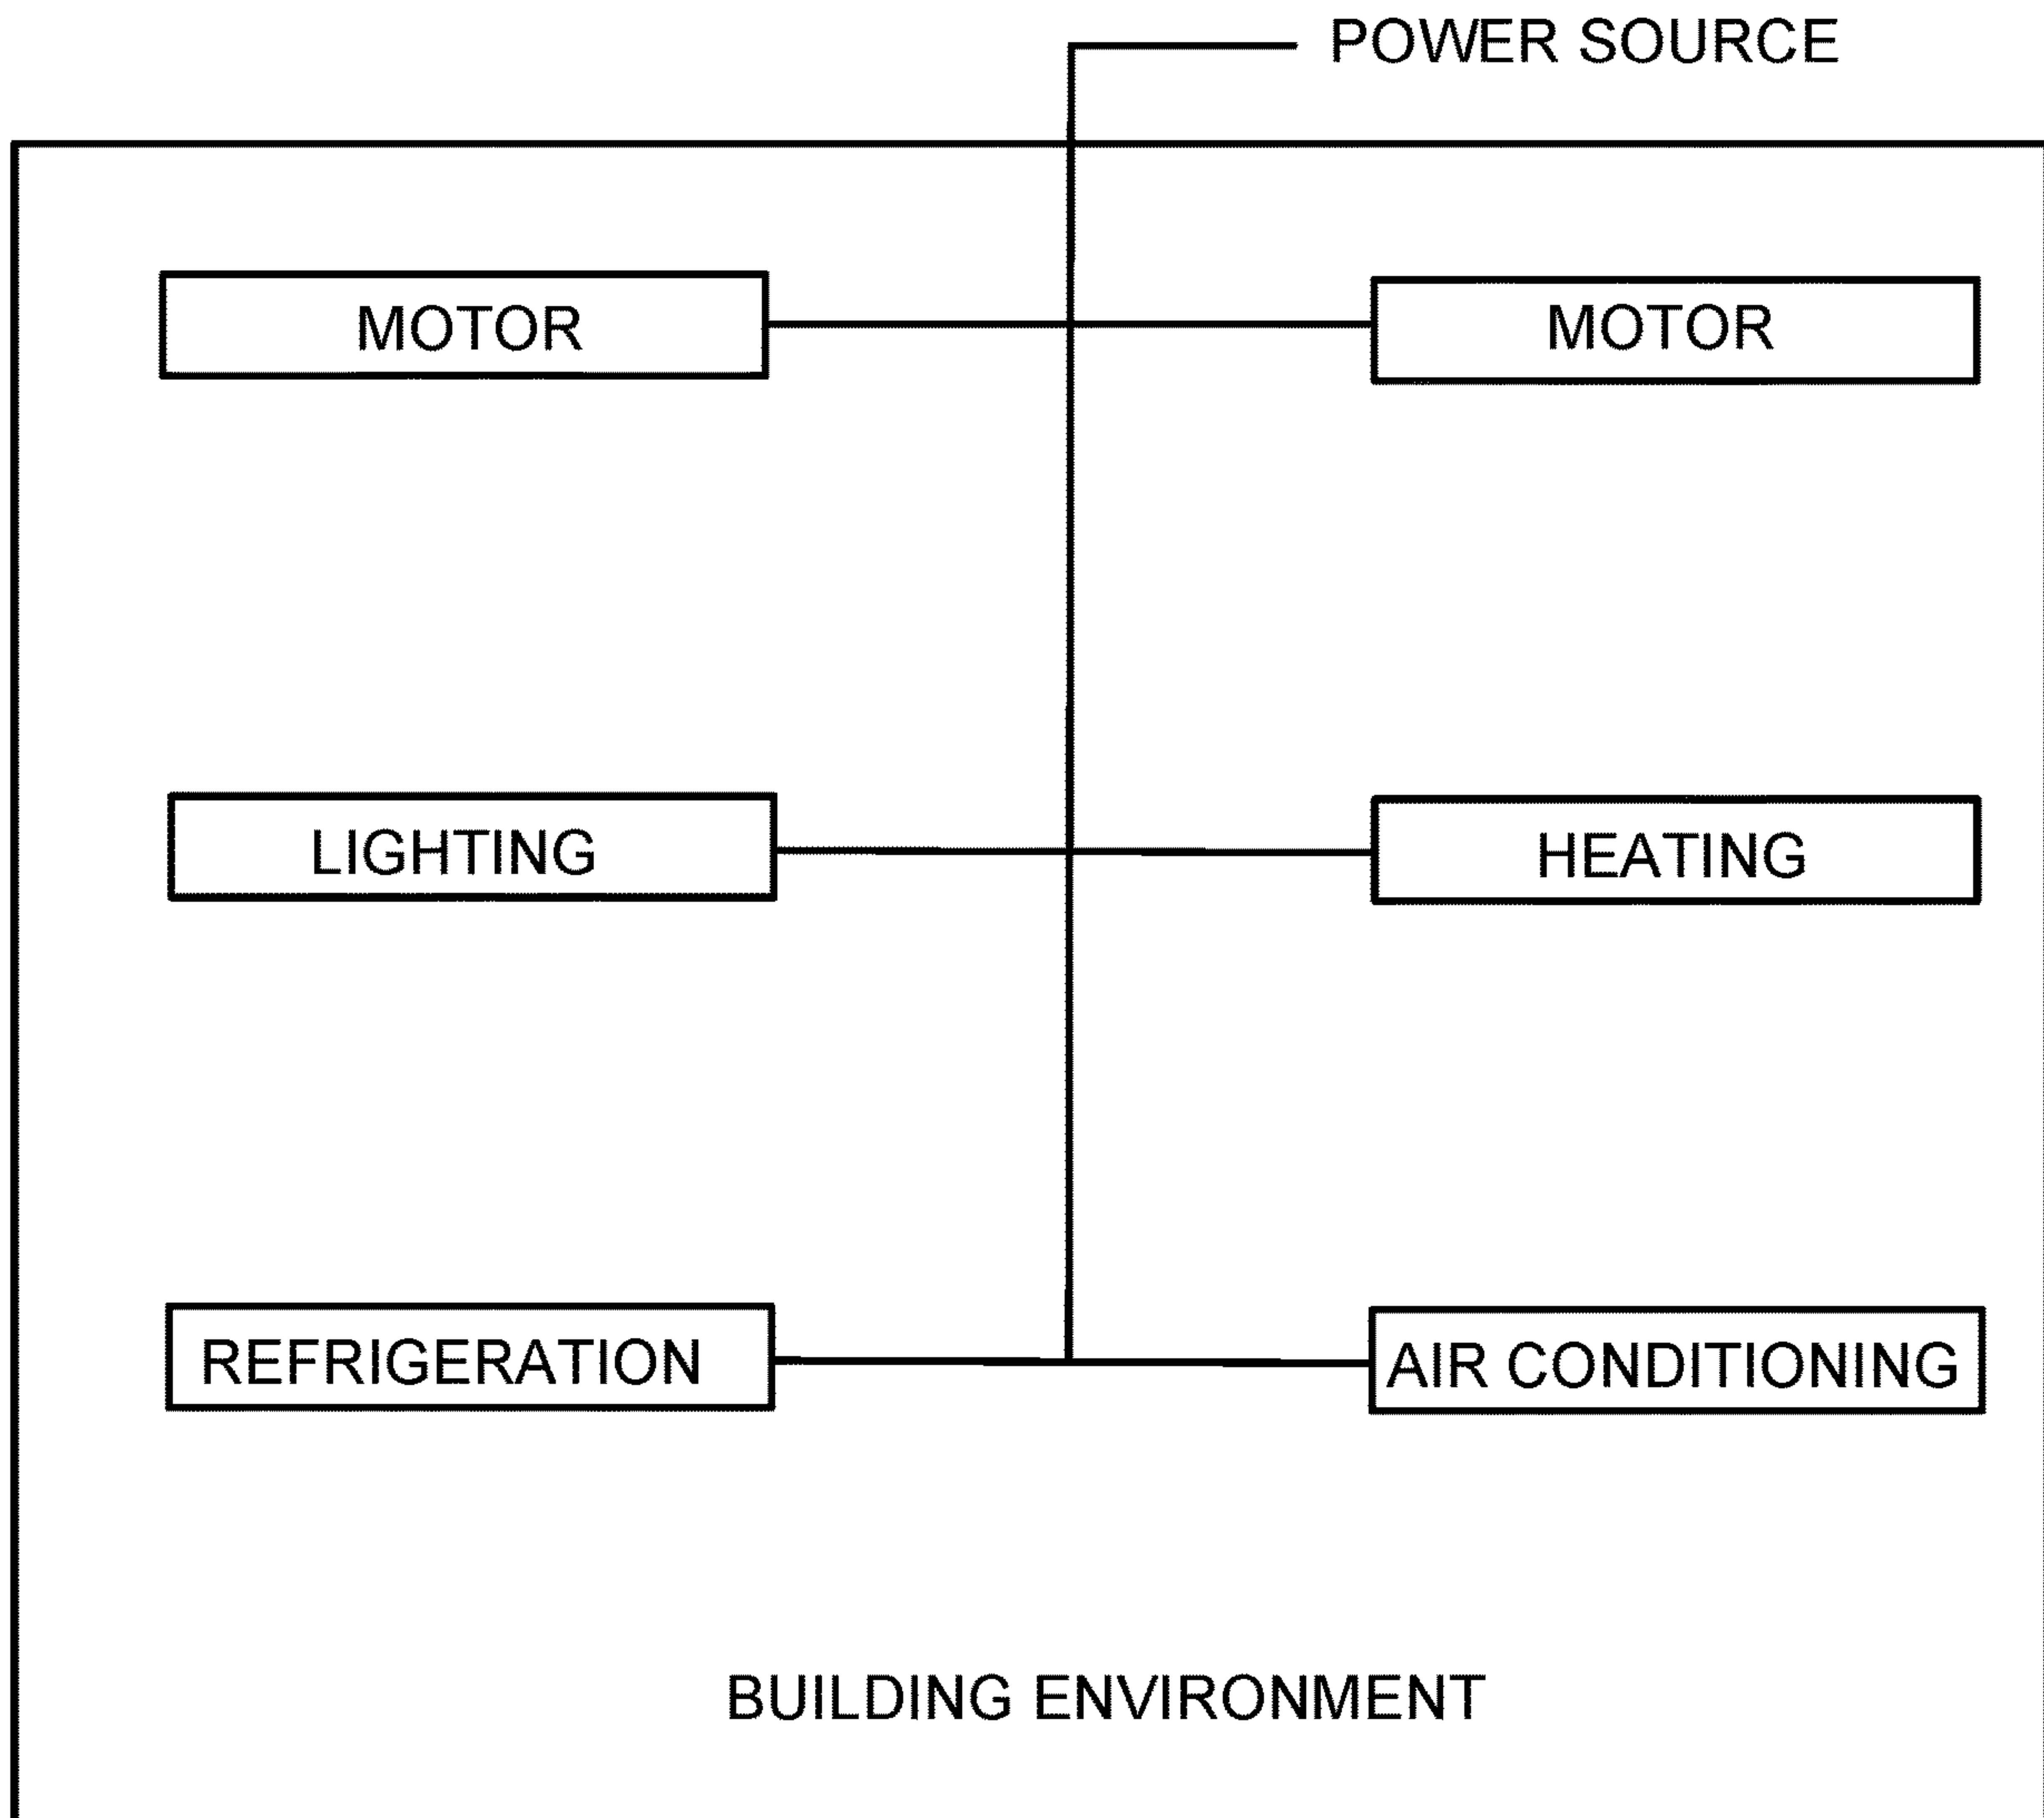 POWER SOURCE
MOTOR
MOTOR
LIGHTING
HEATING
REFRIGERATION
AIR CONDITIONING
BUILDING ENVIRONMENT